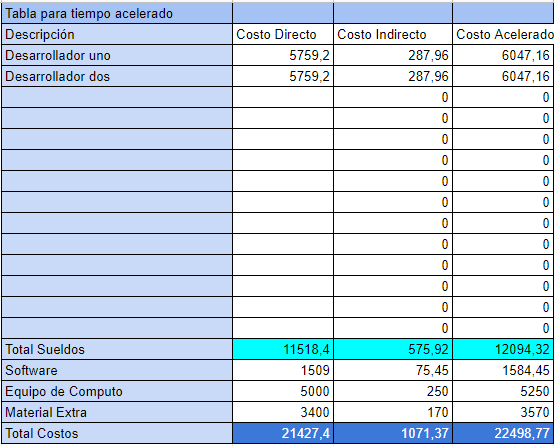 Tabla para tiempo acelerado
Descripción Costo Directo Costo Indirecto Costo Acelerado
Desarrollador uno 5759,2 287,96 6047,16
Desarrollador dos 5759,2 287,96 6047,16
0 0
0 0
0 0
0 0
0 0
0 0
0 0
0 0
0 0
0 0
0 0
0 0
Total Sueldos 11518,4 575,92 12094,32
Software 1509 75,45 1584,45
Equipo de Computo 5000 250 5250
Material Extra 3400 170 3570
Total Costos 21427,4 1071,37 22498,77